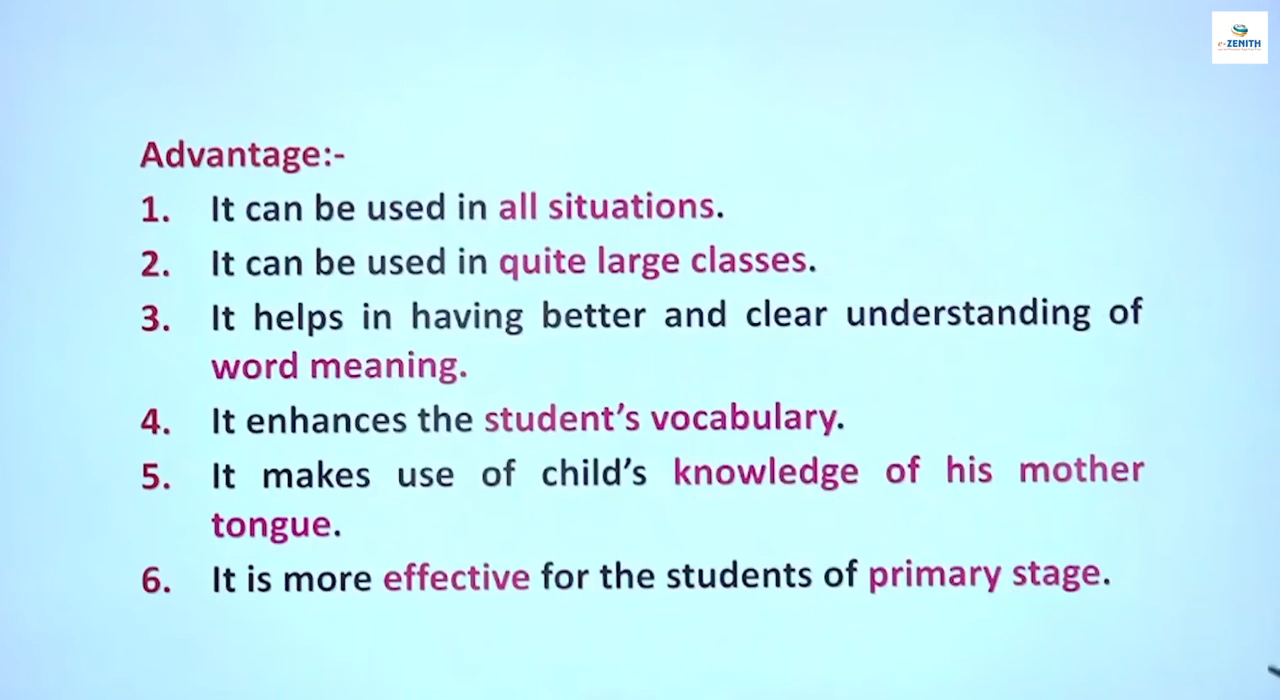 e-ZENITH
Advantage:-
1. It can be used in all situations.
2. It can be used in quite large classes.
3. It helps in having better and clear understanding of
word meaning.
4. It enhances the student’s vocabulary.
5. It makes use of child’s knowledge of his mother
tongue.
6. It is more effective for the students of primary stage.